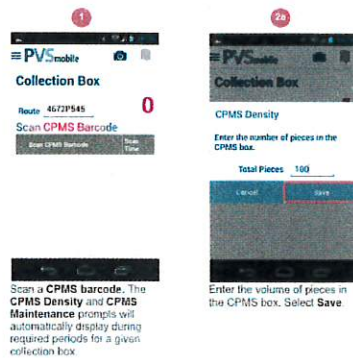 1
PVSmobile
Collection Box
Route 4672P545
0
Scan CPMS Barcode
Scan CPMS Barcode Scan Time
Scan a CPMS barcode. The
CPMS Density and CPMS
Maintenance prompts will
automatically display during
required periods for a given
collection box
2a
PVSmobile
Collection Box
CPMS Density
Enter the number of pieces in the
CPMS box.
Total Pieces 100
Cancel Save
Enter the volume of pieces in
the CPMS box. Select Save.